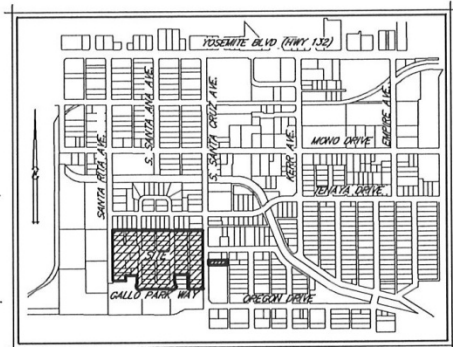 YOSEMITE BLVD (HWY 132)
SANTA RITA AVE.
S. SANTA ANA AVE.
S. SANTA CRUZ AVE.
KERR AVE.
EMPIRE AVE.
MONO DRIVE
TENAYA DRIVE
SITE
GALLO PARK WAY
OREGON DRIVE